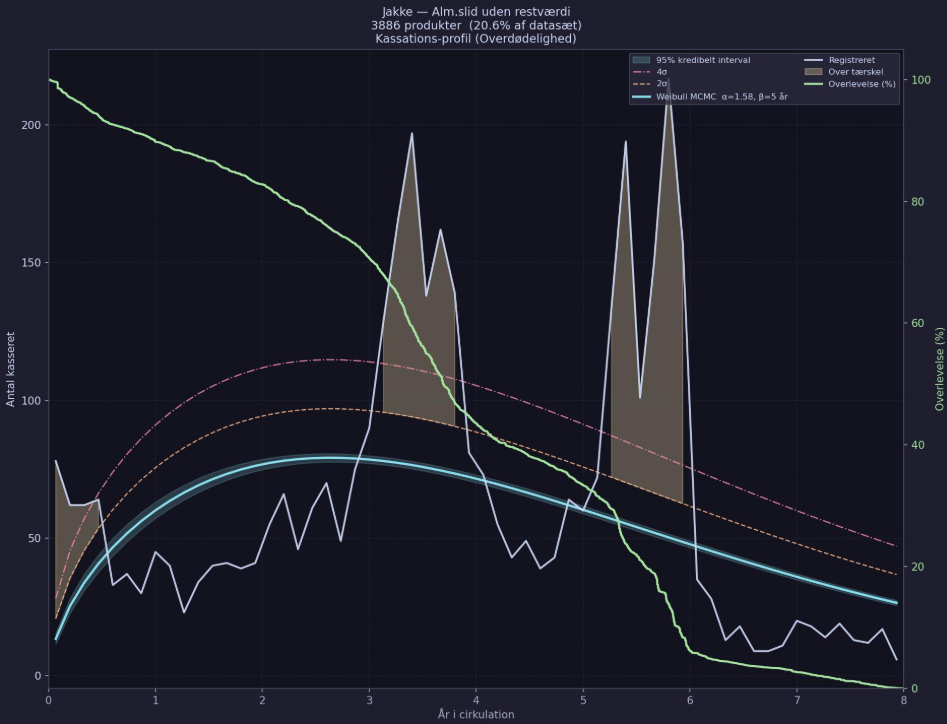 Jakke — Alm.slid uden restværdi
3886 produkter (20.6% af datasæt)
Kassations-profil (Overdødelighed)
95% kredibelt interval
4σ
2σ
Weibull MCMC α=1.58, β=5 år
Registreret
Over tærskel
Overlevelse (%)
Antal kasseret
200
150
100
50
0
100
80
60
40
20
0
Overlevelse (%)
0 1 2 3 4 5 6 7 8
År i cirkulation